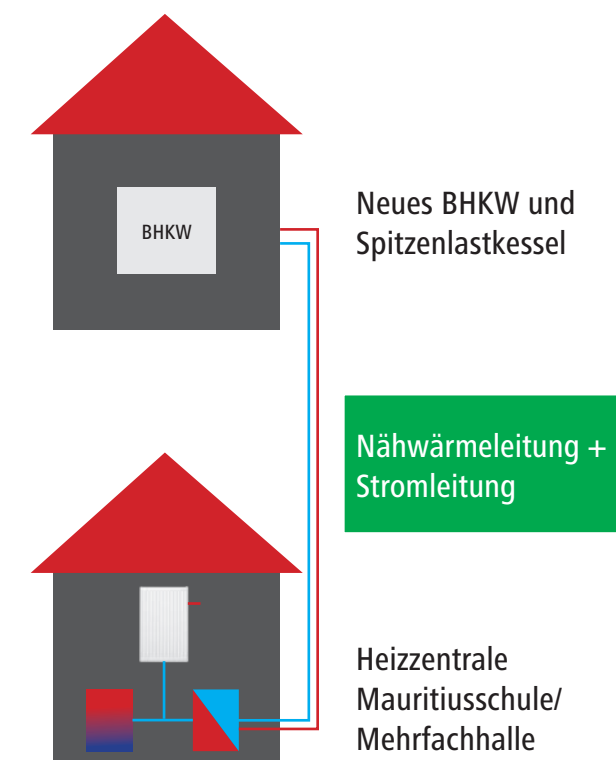 BHKW
Neues BHKW und
Spitzenlastkessel
Nähwärmeleitung +
Stromleitung
Heizzentrale
Mauritiusschule/
Mehrfachhalle